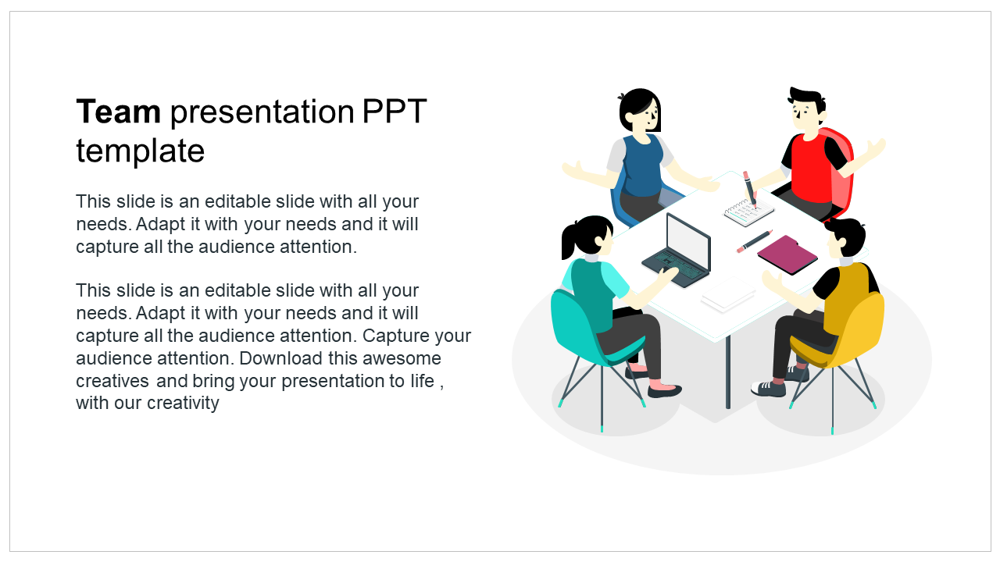 Team presentation PPT
template
This slide is an editable slide with all your
needs. Adapt it with your needs and it will
capture all the audience attention.
This slide is an editable slide with all your
needs. Adapt it with your needs and it will
capture all the audience attention. Capture your
audience attention. Download this awesome
creatives and bring your presentation to life ,
with our creativity